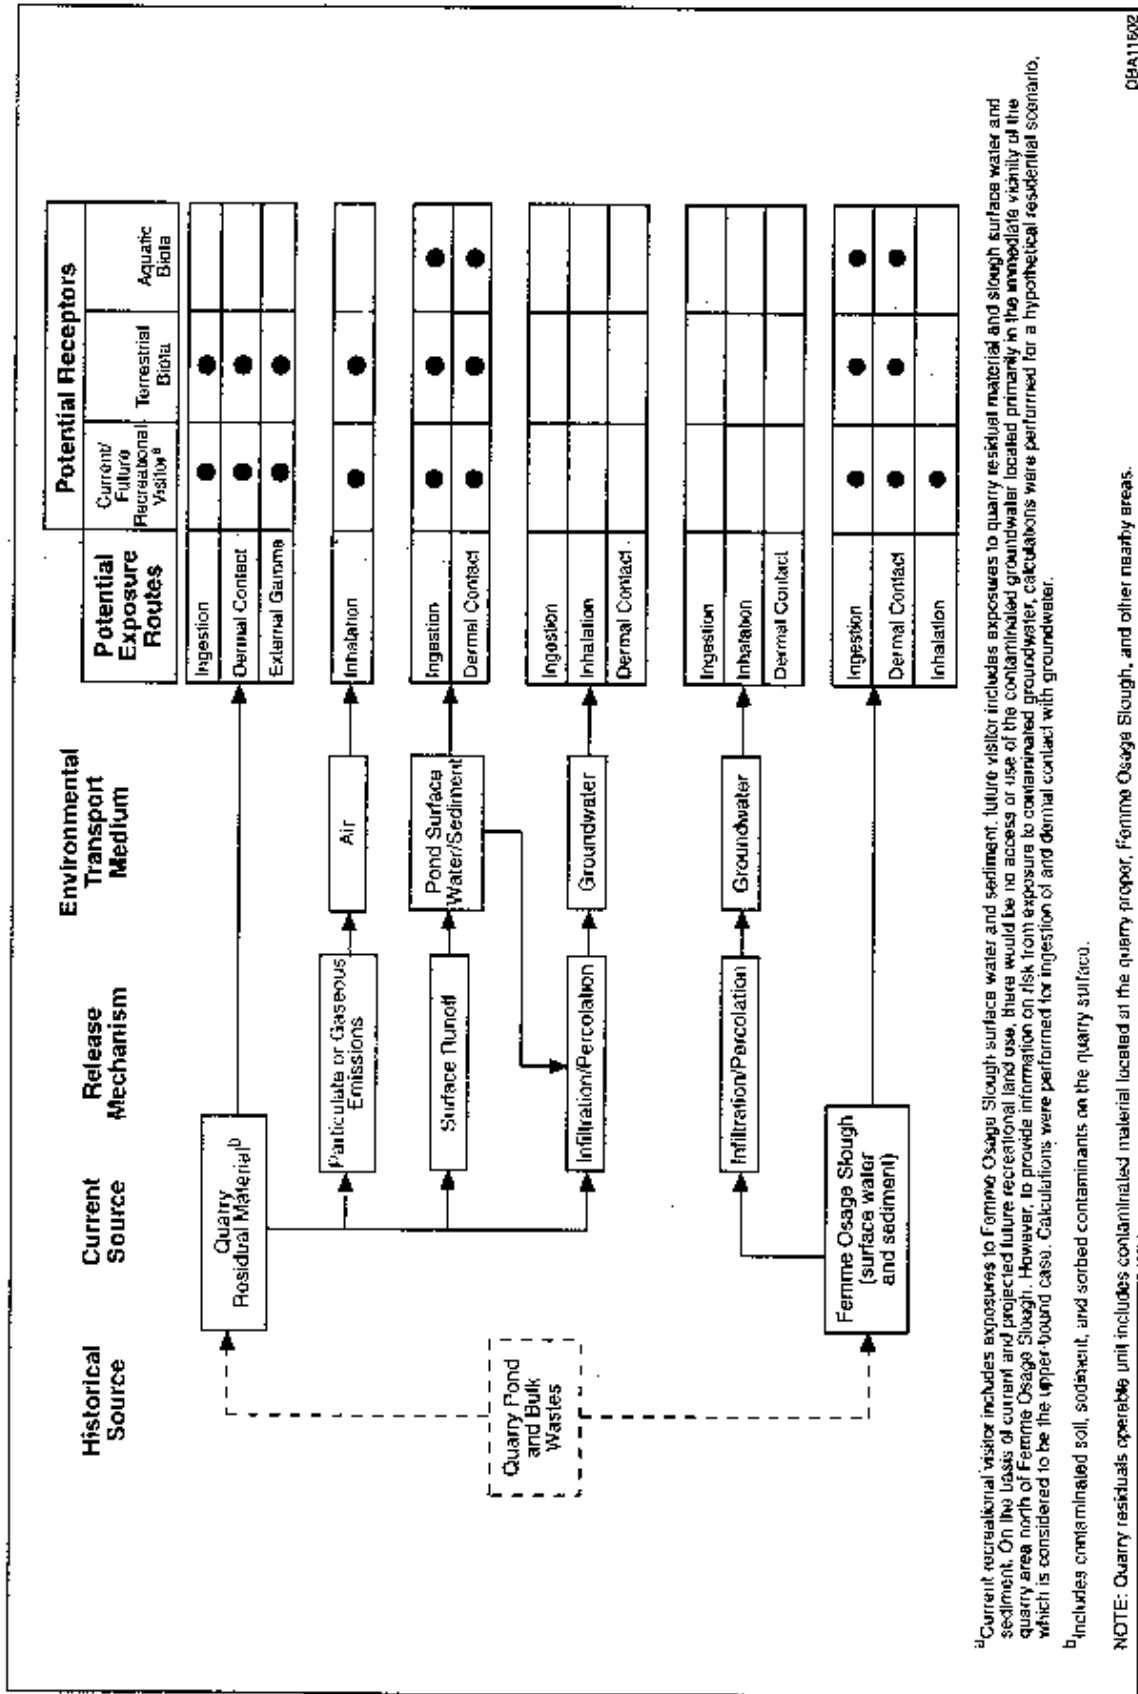 Historical
Source
Current
Source
Release
Mechanism
Environmental
Transport
Medium
Potential
Exposure
Routes
Potential Receptors
Current/
Future
Recreational
Visitorª
Terrestrial
Biota
Aquatic
Biota
Quarry
Residual Materialᵇ
Ingestion
Dermal Contact
External Gamma
Particulate or Gaseous
Emissions
Air
Inhalation
Surface Runoff
Pond Surface
Water/Sediment
Ingestion
Dermal Contact
Quarry Pond
and Bulk
Wastes
Infiltration/Percolation
Groundwater
Ingestion
Inhalation
Dermal Contact
Infiltration/Percolation
Groundwater
Ingestion
Inhalation
Dermal Contact
Femme Osage Slough
(surface water
and sediment)
Ingestion
Dermal Contact
Inhalation
ªCurrent recreational visitor includes exposures to Femme Osage Slough surface water and sediment, future visitor includes exposures to quarry residual material and slough surface water and
sediment. On the basis of current and projected future recreational land use, there would be no access or use of the contaminated groundwater located primarily in the immediate vicinity of the
quarry area north of Femme Osage Slough. However, to provide information on risk from exposure to contaminated groundwater, calculations were performed for a hypothetical residential scenario,
which is considered to be the upper-bound case. Calculations were performed for ingestion of and dermal contact with groundwater.
ᵇIncludes contaminated soil, sediment, and sorbed contaminants on the quarry surface.
NOTE: Quarry residuals operable unit includes contaminated material located at the quarry proper, Femme Osage Slough, and other nearby areas.
DBA11602